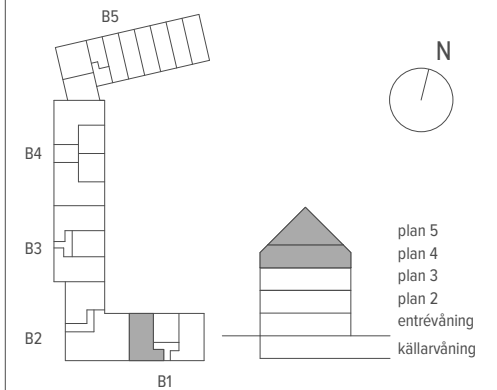 B5
N
B4
B3
B2
B1
plan 5
plan 4
plan 3
plan 2
entrévåning
källarvåning